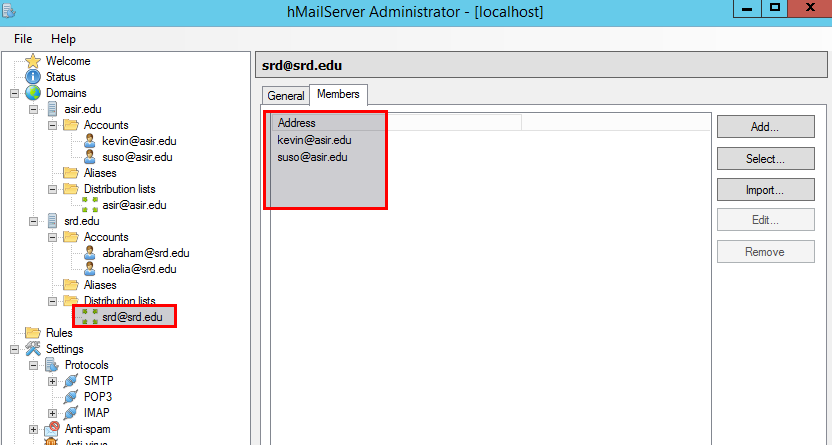 hMailServer Administrator - [localhost]
File Help
Welcome
Status
Domains
asir.edu
Accounts
kevin@asir.edu
suso@asir.edu
Aliases
Distribution lists
asir@asir.edu
srd.edu
Accounts
abraham@srd.edu
noelia@srd.edu
Aliases
Distribution lists
srd@srd.edu
Rules
Settings
Protocols
SMTP
POP3
IMAP
Anti-spam
Anti-virus
srd@srd.edu
General Members
Address
kevin@asir.edu
suso@asir.edu
Add...
Select...
Import...
Edit...
Remove